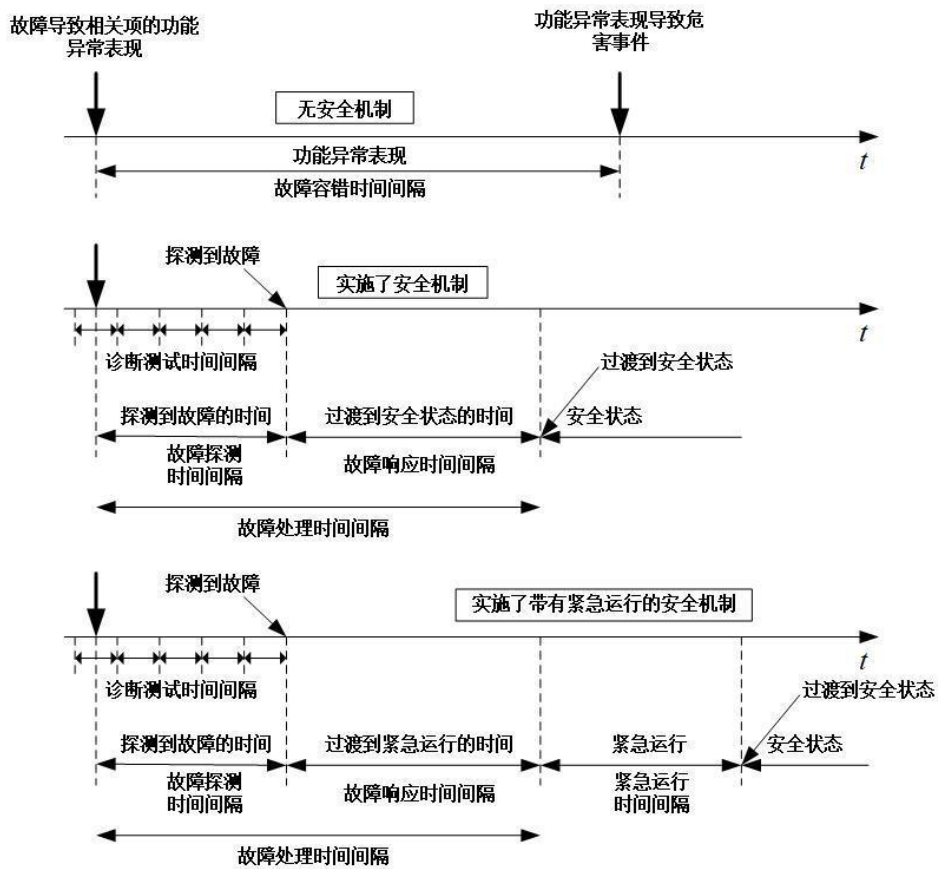 故障导致相关项的功能
异常表现
功能异常表现导致危
害事件
无安全机制
功能异常表现
t
故障容错时间间隔
探测到故障
实施了安全机制
t
诊断测试时间间隔
过渡到安全状态
探测到故障的时间
过渡到安全状态的时间
安全状态
故障探测
时间间隔
故障响应时间间隔
故障处理时间间隔
探测到故障
实施了带有紧急运行的安全机制
t
诊断测试时间间隔
过渡到安全状态
探测到故障的时间
过渡到紧急运行的时间
紧急运行
安全状态
故障探测
时间间隔
故障响应时间间隔
紧急运行
时间间隔
故障处理时间间隔